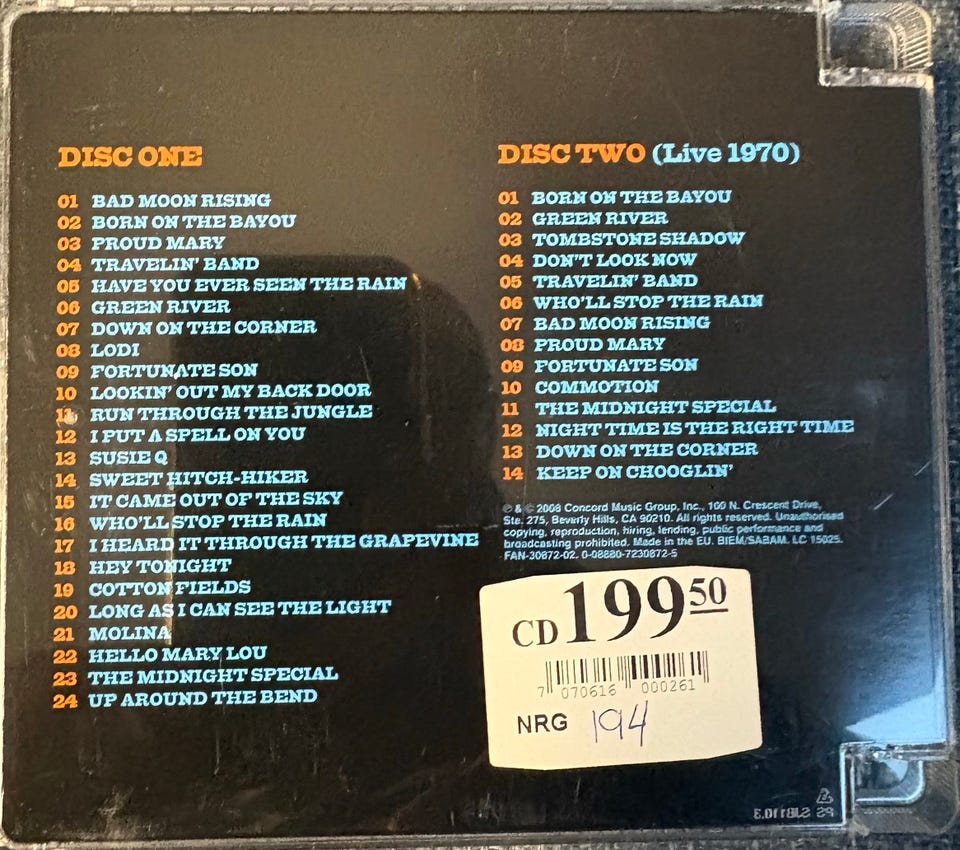 DISC ONE
01 BAD MOON RISING
02 BORN ON THE BAYOU
03 PROUD MARY
04 TRAVELIN' BAND
05 HAVE YOU EVER SEEN THE RAIN
06 GREEN RIVER
07 DOWN ON THE CORNER
08 LODI
09 FORTUNATE SON
10 LOOKIN' OUT MY BACK DOOR
11 RUN THROUGH THE JUNGLE
12 I PUT A SPELL ON YOU
13 SUSIE Q
14 SWEET HITCH-HIKER
15 IT CAME OUT OF THE SKY
16 WHO'LL STOP THE RAIN
17 I HEARD IT THROUGH THE GRAPEVINE
18 HEY TONIGHT
19 COTTON FIELDS
20 LONG AS I CAN SEE THE LIGHT
21 MOLINA
22 HELLO MARY LOU
23 THE MIDNIGHT SPECIAL
24 UP AROUND THE BEND
DISC TWO (Live 1970)
01 BORN ON THE BAYOU
02 GREEN RIVER
03 TOMBSTONE SHADOW
04 DON'T LOOK NOW
05 TRAVELIN' BAND
06 WHO'LL STOP THE RAIN
07 BAD MOON RISING
08 PROUD MARY
09 FORTUNATE SON
10 COMMOTION
11 THE MIDNIGHT SPECIAL
12 NIGHT TIME IS THE RIGHT TIME
13 DOWN ON THE CORNER
14 KEEP ON CHOOGLIN'
℗ & © 2008 Concord Music Group, Inc., 100 N. Crescent Drive,
Ste. 275, Beverly Hills, CA 90210. All rights reserved. Unauthorised
copying, reproduction, hiring, lending, public performance and
broadcasting prohibited. Made in the EU. BIEM/SABAM. LC 15025.
FAN-30872-02. 0-08880-7230872-5
CD 199 50
7 070616 000261
NRG 194